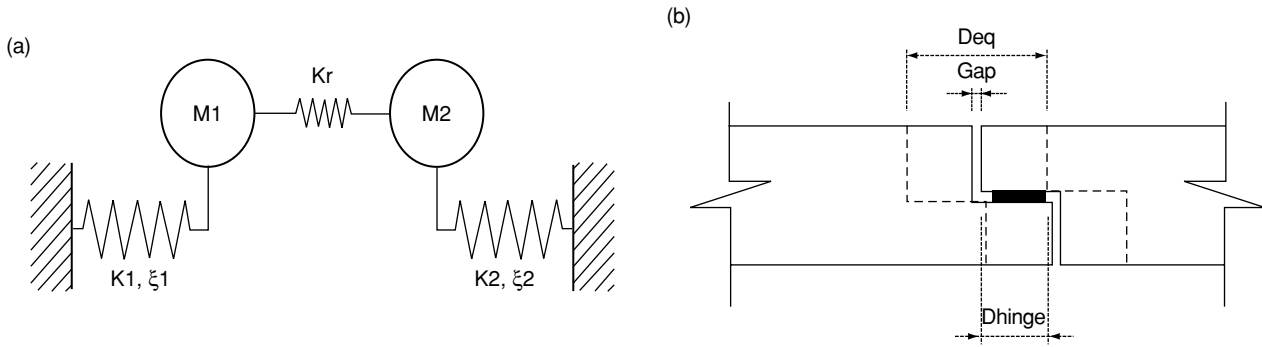 (a)
Kr
M1
M2
K1, ξ1
K2, ξ2
(b)
Deq
Gap
Dhinge